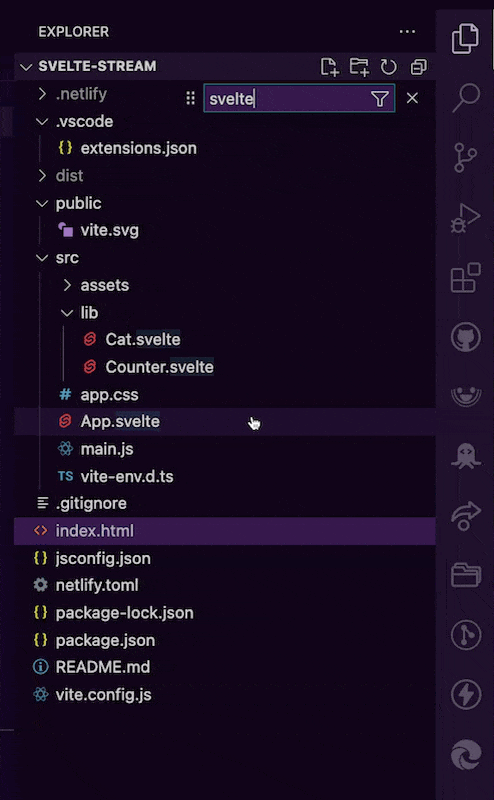 EXPLORER
SVELTE-STREAM
.netlify
svelte
.vscode
{} extensions.json
dist
public
vite.svg
src
assets
lib
Cat.svelte
Counter.svelte
# app.css
App.svelte
main.js
TS vite-env.d.ts
.gitignore
<> index.html
{} jsconfig.json
netlify.toml
{} package-lock.json
{} package.json
README.md
vite.config.js